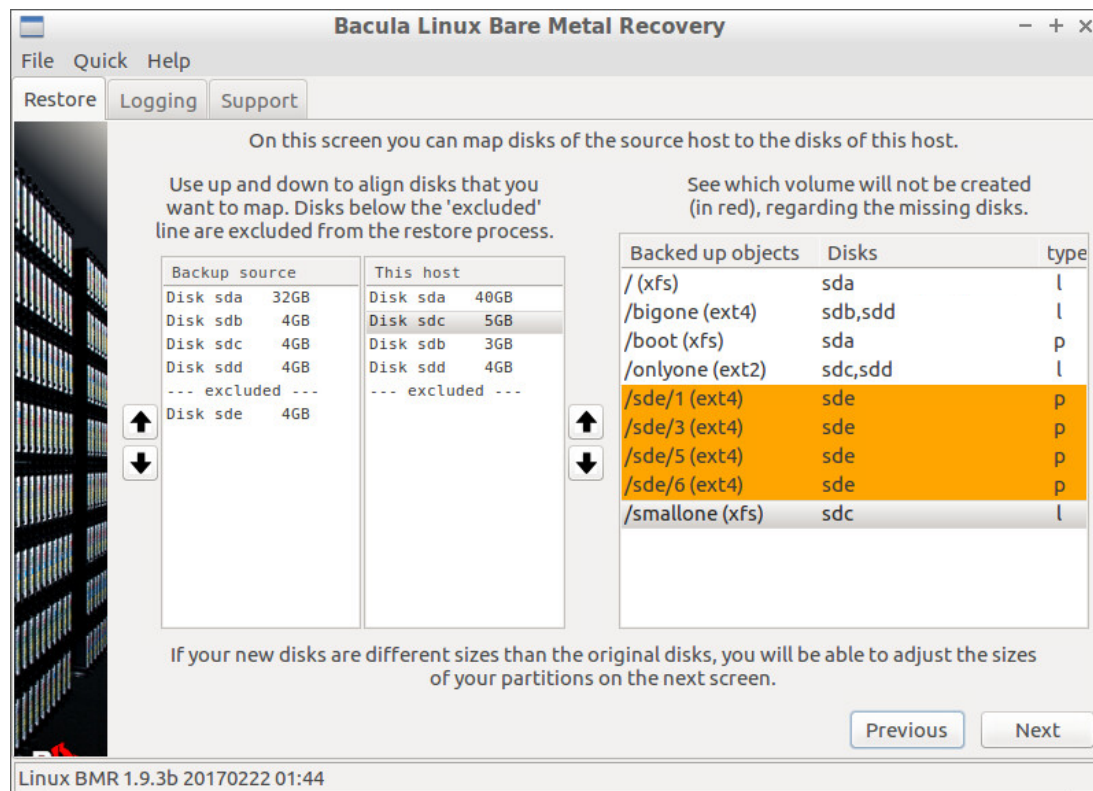 Bacula Linux Bare Metal Recovery
File Quick Help
Restore Logging Support
On this screen you can map disks of the source host to the disks of this host.
Use up and down to align disks that you
want to map. Disks below the 'excluded'
line are excluded from the restore process.
Backup source
Disk sda 32GB
Disk sdb 4GB
Disk sdc 4GB
Disk sdd 4GB
--- excluded ---
Disk sde 4GB
This host
Disk sda 40GB
Disk sdc 5GB
Disk sdb 3GB
Disk sdd 4GB
--- excluded ---
See which volume will not be created
(in red), regarding the missing disks.
Backed up objects Disks type
/ (xfs) sda l
/bigone (ext4) sdb,sdd l
/boot (xfs) sda p
/onlyone (ext2) sdc,sdd l
/sde/1 (ext4) sde p
/sde/3 (ext4) sde p
/sde/5 (ext4) sde p
/sde/6 (ext4) sde p
/smallone (xfs) sdc l
If your new disks are different sizes than the original disks, you will be able to adjust the sizes
of your partitions on the next screen.
Previous Next
Linux BMR 1.9.3b 20170222 01:44